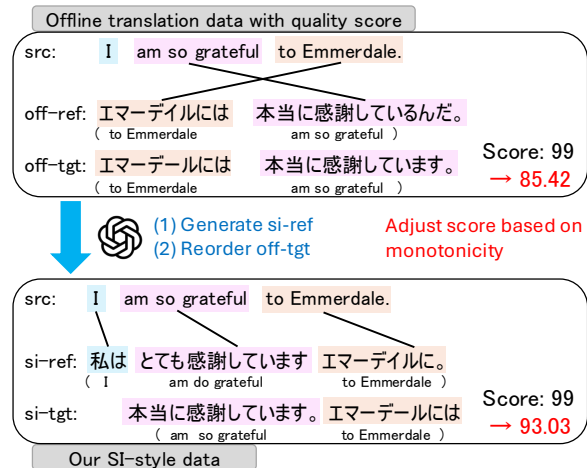 Offline translation data with quality score
src: I am so grateful to Emmerdale.
off-ref: エマーデイルには 本当に感謝しているんだ。
( to Emmerdale am so grateful )
off-tgt: エマーデールには 本当に感謝しています。
( to Emmerdale am so grateful )
Score: 99
→ 85.42
(1) Generate si-ref
(2) Reorder off-tgt
Adjust score based on
monotonicity
src: I am so grateful to Emmerdale.
si-ref: 私は とても感謝しています エマーデイルに。
( I am do grateful to Emmerdale )
si-tgt: 本当に感謝しています。 エマーデールには
( am so grateful to Emmerdale )
Score: 99
→ 93.03
Our SI-style data